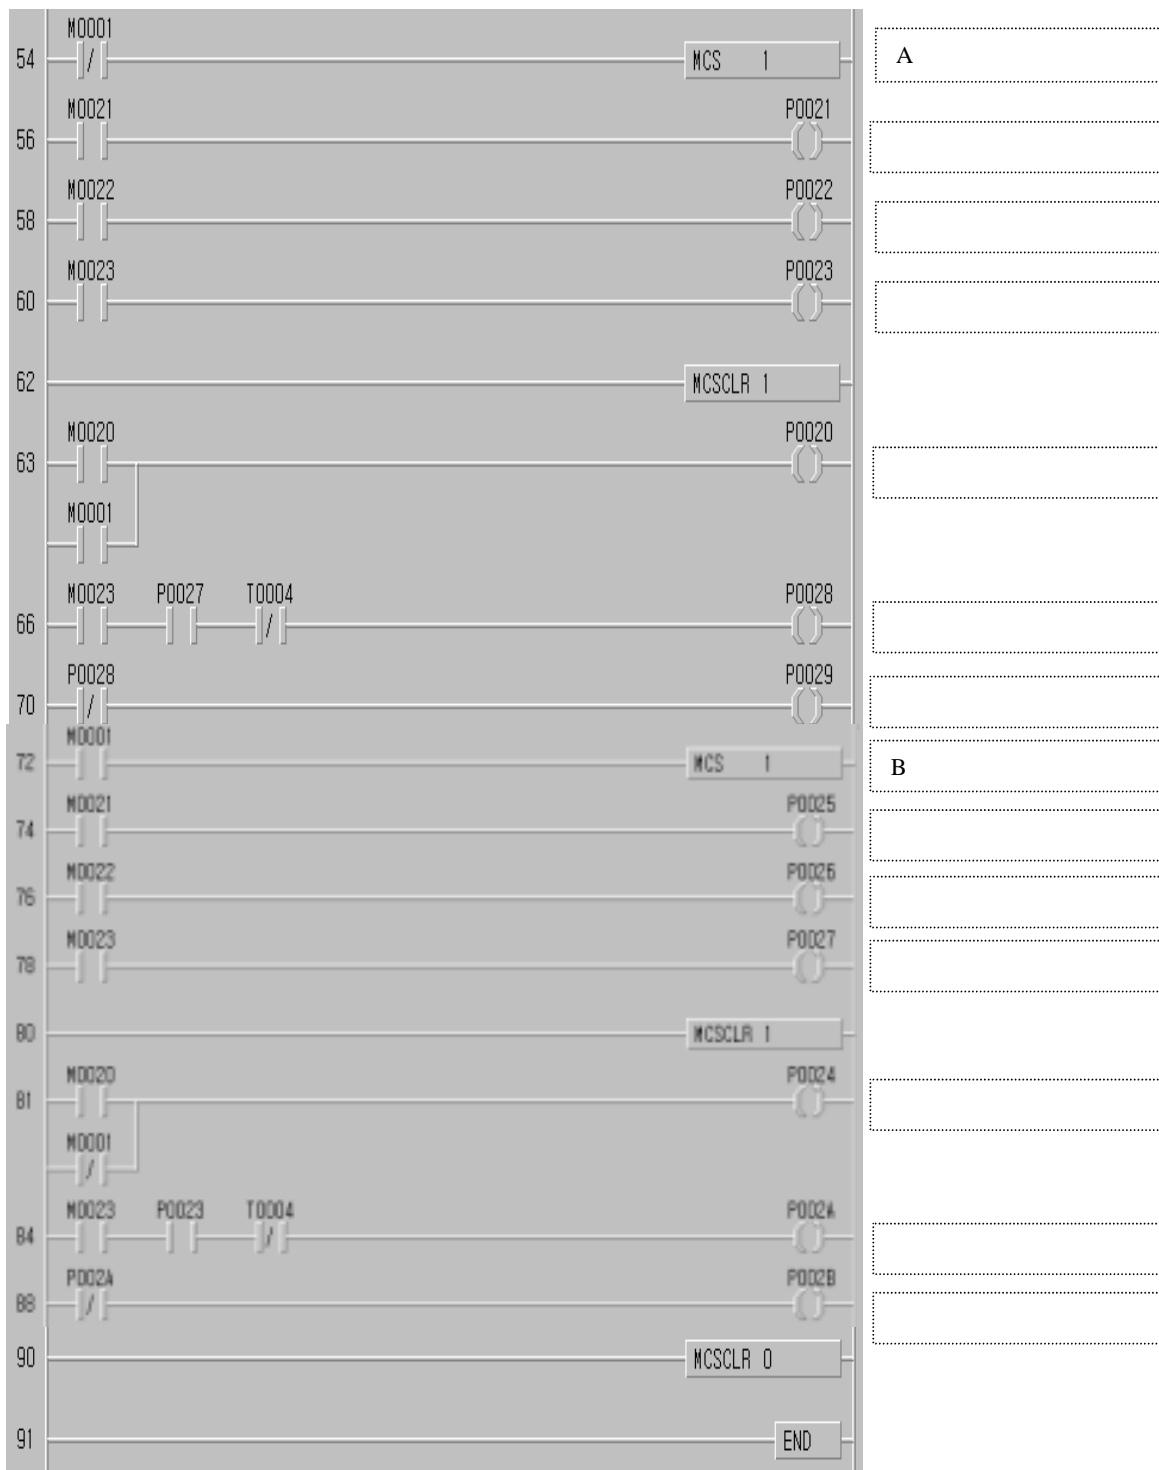 M0001
54 MCS 1 A
M0021 P0021
56
M0022 P0022
58
M0023 P0023
60
62 MCSCLR 1
M0020 P0020
63
M0001
M0023 P0027 T0004 P0028
66
P0028 P0029
70
M0001
72 MCS 1 B
M0021 P0025
74
M0022 P0026
76
M0023 P0027
78
80 MCSCLR 1
M0020 P0024
81
M0001
M0023 P0023 T0004 P002A
84
P002A P002B
88
90 MCSCLR 0
91 END